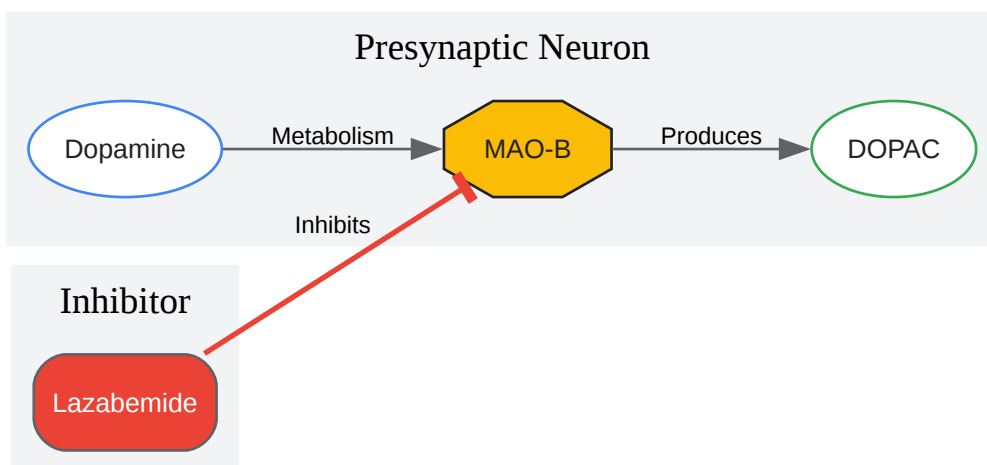 Presynaptic Neuron
Dopamine
Metabolism
MAO-B
Produces
DOPAC
Inhibits
Inhibitor
Lazabemide